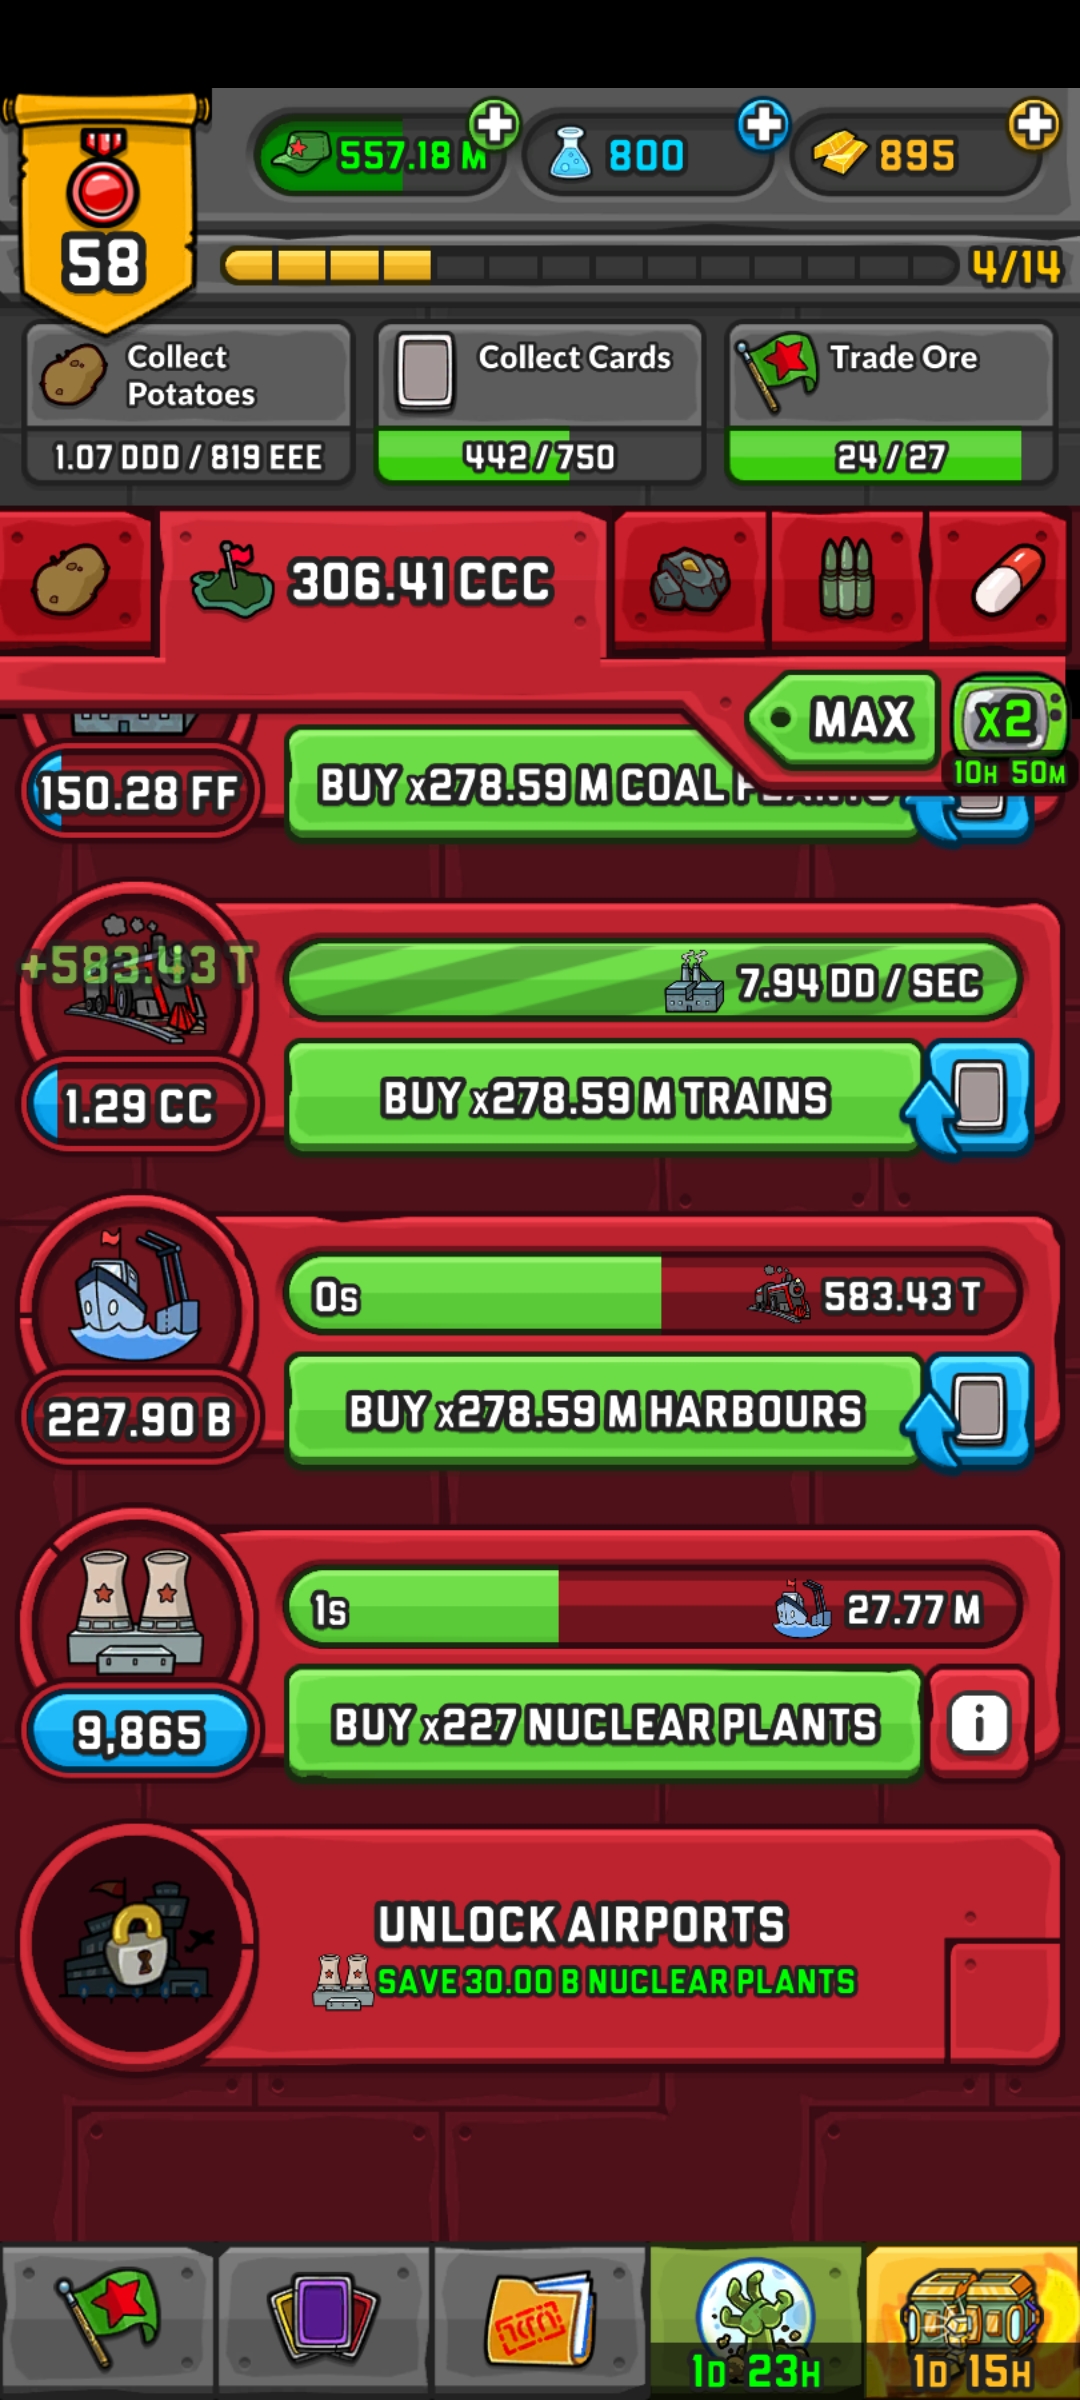 557.18 M
800
895
58
4/14
Collect
Potatoes
1.07 DDD / 819 EEE
Collect Cards
442/750
Trade Ore
24/27
306.41 CCC
MAX
x2
10H 50M
150.28 FF
BUY x278.59 M COAL
+583.43 T
7.94 DD / SEC
1.29 CC
BUY x278.59 M TRAINS
0s
583.43 T
227.90 B
BUY x278.59 M HARBOURS
1s
27.77 M
9,865
BUY x227 NUCLEAR PLANTS
i
UNLOCK AIRPORTS
SAVE 30.00 B NUCLEAR PLANTS
1D 23H
1D 15H